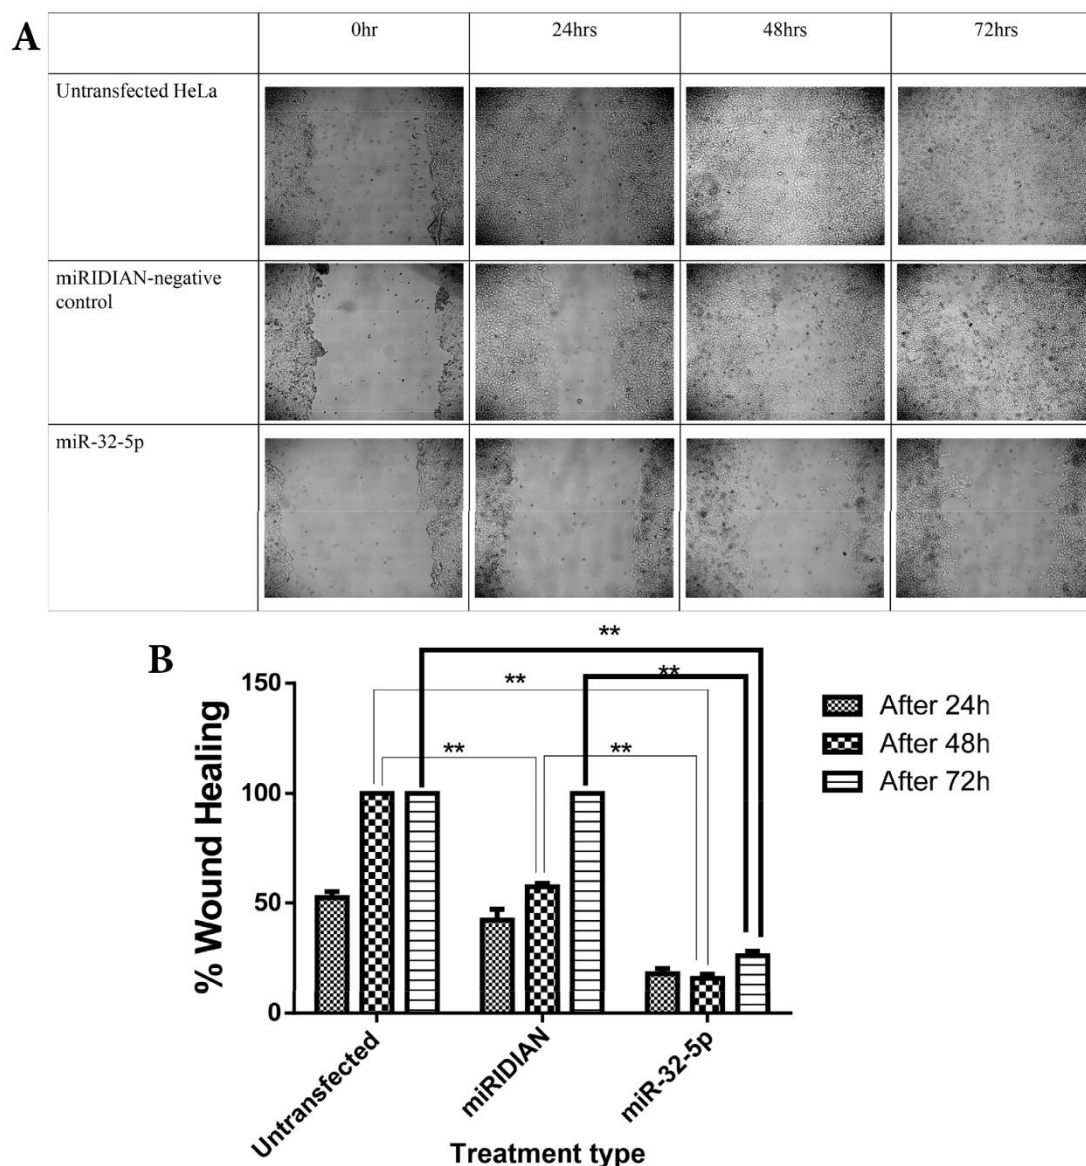 A
0hr 24hrs 48hrs 72hrs
Untransfected HeLa
miRIDIAN-negative
control
miR-32-5p
B
**
**
**
**
**
150
100
50
0
% Wound Healing
After 24h
After 48h
After 72h
Untransfected
miRIDIAN
miR-32-5p
Treatment type